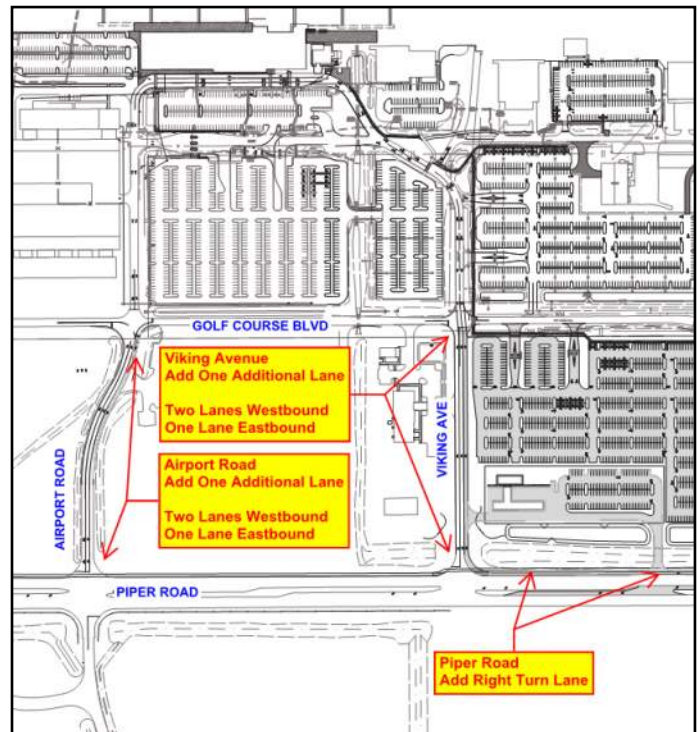 GOLF COURSE BLVD
Viking Avenue
Add One Additional Lane
Two Lanes Westbound
One Lane Eastbound
VIKING AVE
Airport Road
Add One Additional Lane
Two Lanes Westbound
One Lane Eastbound
AIRPORT ROAD
PIPER ROAD
Piper Road
Add Right Turn Lane